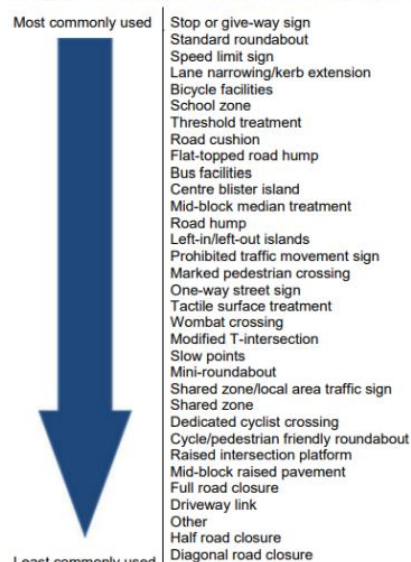 Most commonly used
Stop or give-way sign
Standard roundabout
Speed limit sign
Lane narrowing/kerb extension
Bicycle facilities
School zone
Threshold treatment
Road cushion
Flat-topped road hump
Bus facilities
Centre blister island
Mid-block median treatment
Road hump
Left-in/left-out islands
Prohibited traffic movement sign
Marked pedestrian crossing
One-way street sign
Tactile surface treatment
Wombat crossing
Modified T-intersection
Slow points
Mini-roundabout
Shared zone/local area traffic sign
Shared zone
Dedicated cyclist crossing
Cycle/pedestrian friendly roundabout
Raised intersection platform
Mid-block raised pavement
Full road closure
Driveway link
Other
Half road closure
Diagonal road closure
Least commonly used